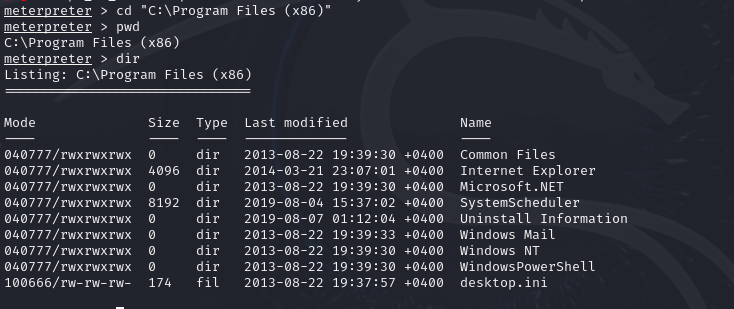 meterpreter > cd "C:\Program Files (x86)"
meterpreter > pwd
C:\Program Files (x86)
meterpreter > dir
Listing: C:\Program Files (x86)
===============================
Mode Size Type Last modified Name
---- ---- ---- ------------- ----
040777/rwxrwxrwx 0 dir 2013-08-22 19:39:30 +0400 Common Files
040777/rwxrwxrwx 4096 dir 2014-03-21 23:07:01 +0400 Internet Explorer
040777/rwxrwxrwx 0 dir 2013-08-22 19:39:30 +0400 Microsoft.NET
040777/rwxrwxrwx 8192 dir 2019-08-04 15:37:02 +0400 SystemScheduler
040777/rwxrwxrwx 0 dir 2019-08-07 01:12:04 +0400 Uninstall Information
040777/rwxrwxrwx 0 dir 2013-08-22 19:39:33 +0400 Windows Mail
040777/rwxrwxrwx 0 dir 2013-08-22 19:39:30 +0400 Windows NT
040777/rwxrwxrwx 0 dir 2013-08-22 19:39:30 +0400 WindowsPowerShell
100666/rw-rw-rw- 174 fil 2013-08-22 19:37:57 +0400 desktop.ini